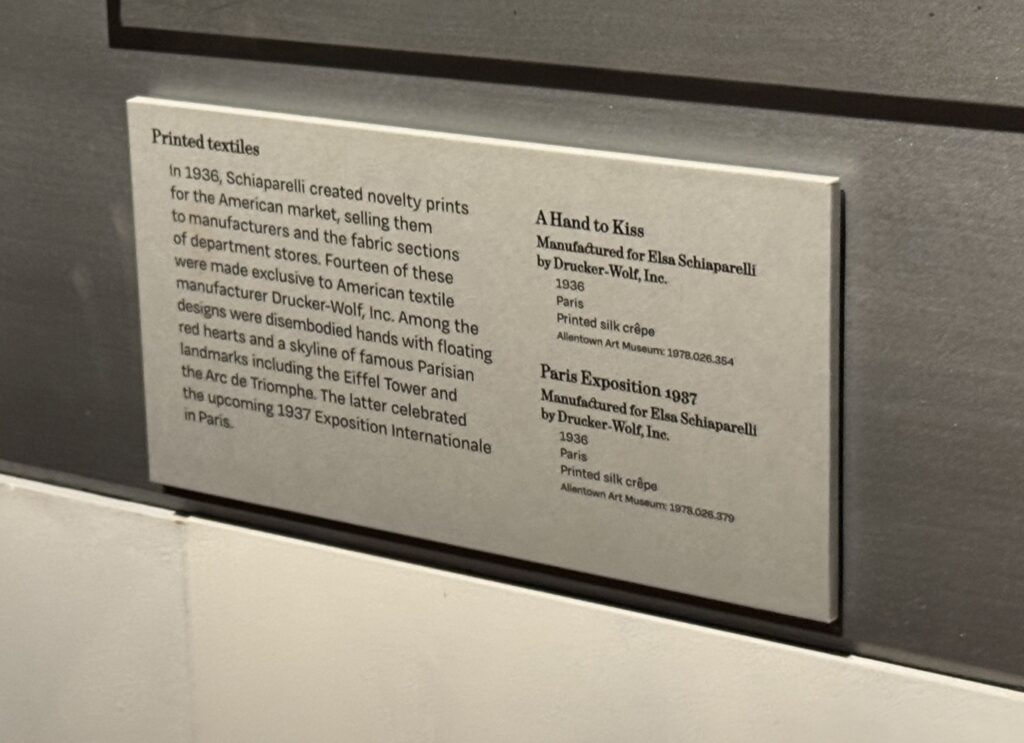 Printed textiles
In 1936, Schiaparelli created novelty prints
for the American market, selling them
to manufacturers and the fabric sections
of department stores. Fourteen of these
were made exclusive to American textile
manufacturer Drucker-Wolf, Inc. Among the
designs were disembodied hands with floating
red hearts and a skyline of famous Parisian
landmarks including the Eiffel Tower and
the Arc de Triomphe. The latter celebrated
the upcoming 1937 Exposition Internationale
in Paris.
A Hand to Kiss
Manufactured for Elsa Schiaparelli
by Drucker-Wolf, Inc.
1936
Paris
Printed silk crêpe
Allentown Art Museum: 1978.026.354
Paris Exposition 1937
Manufactured for Elsa Schiaparelli
by Drucker-Wolf, Inc.
1936
Paris
Printed silk crêpe
Allentown Art Museum: 1978.026.379